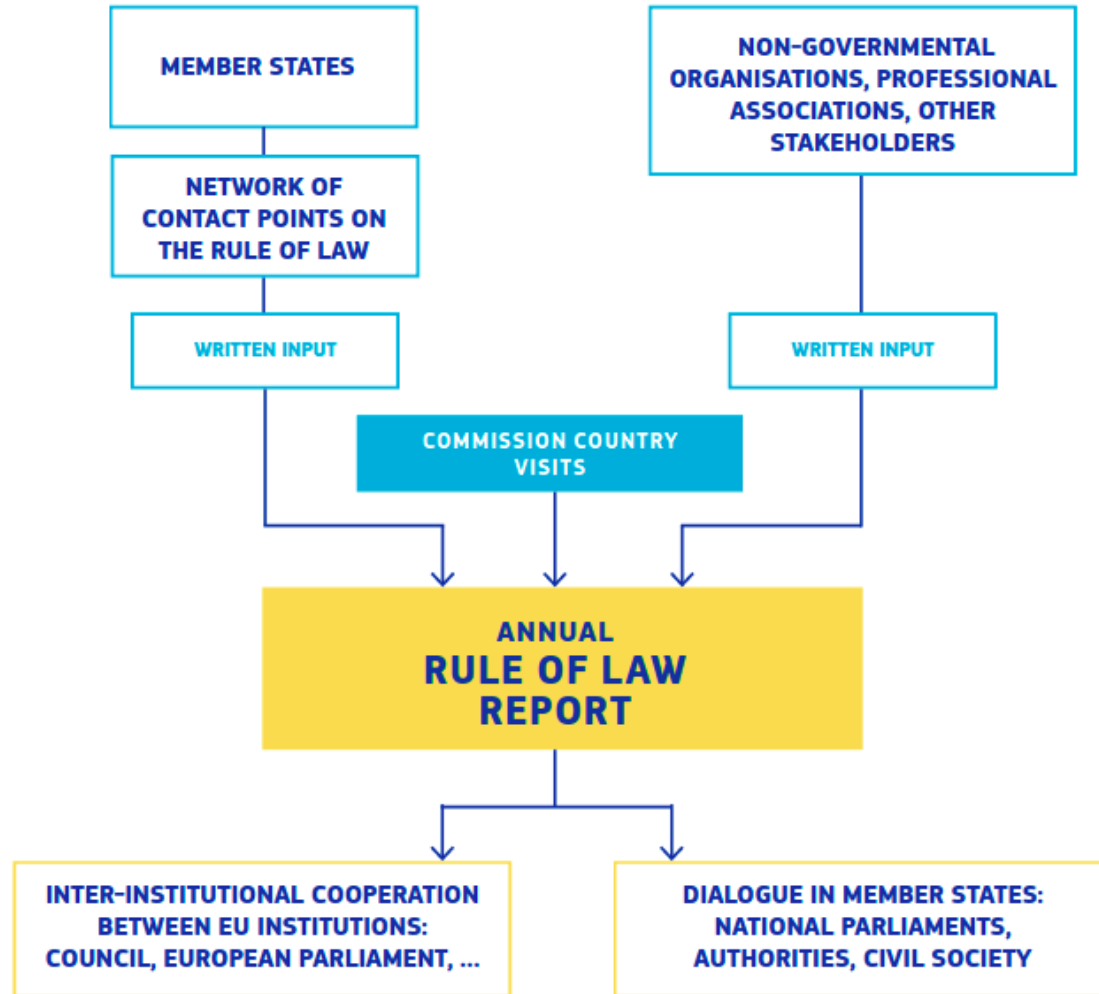 MEMBER STATES
NETWORK OF
CONTACT POINTS ON
THE RULE OF LAW
WRITTEN INPUT
NON-GOVERNMENTAL
ORGANISATIONS, PROFESSIONAL
ASSOCIATIONS, OTHER
STAKEHOLDERS
WRITTEN INPUT
COMMISSION COUNTRY
VISITS
ANNUAL
RULE OF LAW
REPORT
INTER-INSTITUTIONAL COOPERATION
BETWEEN EU INSTITUTIONS:
COUNCIL, EUROPEAN PARLIAMENT, ...
DIALOGUE IN MEMBER STATES:
NATIONAL PARLIAMENTS,
AUTHORITIES, CIVIL SOCIETY